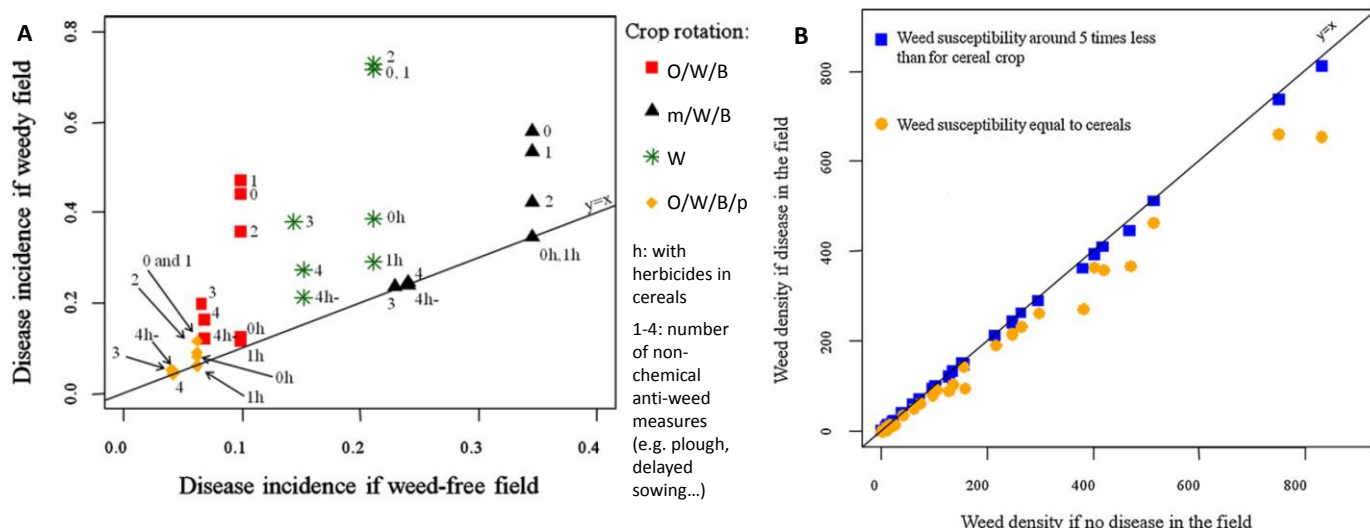 A
Disease incidence if weedy field
0.8
0.6
0.4
0.2
0.0
2
0, 1
0
1
2
y=x
0h,1h
1
0
2
3
0h
1h
4
4h-
4
3
4h-
0 and 1
2
3
4
4h-
0h
1h
4h-
3
4
0h
1h
0.0
0.1
0.2
0.3
0.4
Disease incidence if weed-free field
Crop rotation:
O/W/B
m/W/B
W
O/W/B/p
h: with
herbicides in
cereals
1-4: number
of non-
chemical
anti-weed
measures
(e.g. plough,
delayed
sowing...)
B
Weed density if disease in the field
800
600
400
200
0
Weed susceptibility around 5 times less
than for cereal crop
Weed susceptibility equal to cereals
y=x
0
200
400
600
800
Weed density if no disease in the field